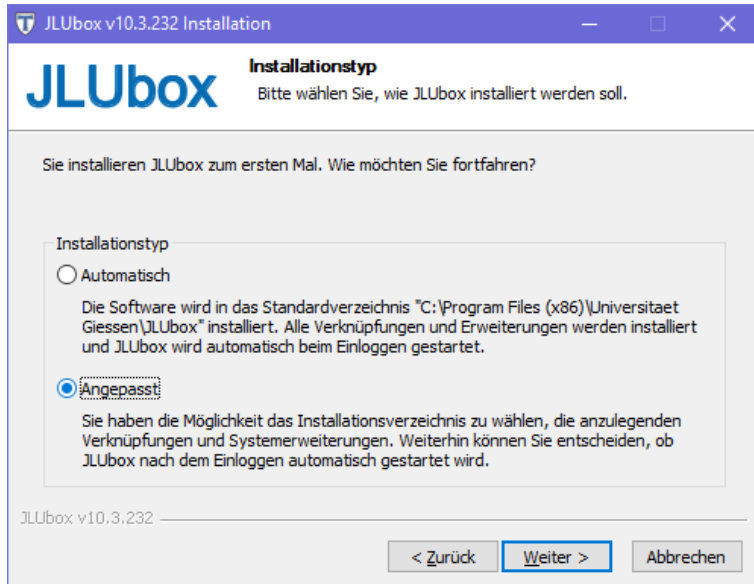 JLUbox v10.3.232 Installation
JLUbox
Installationstyp
Bitte wählen Sie, wie JLUbox installiert werden soll.
Sie installieren JLUbox zum ersten Mal. Wie möchten Sie fortfahren?
Installationstyp
Automatisch
Die Software wird in das Standardverzeichnis "C:\Program Files (x86)\Universitaet
Giessen\JLUbox" installiert. Alle Verknüpfungen und Erweiterungen werden installiert
und JLUbox wird automatisch beim Einloggen gestartet.
Angepasst
Sie haben die Möglichkeit das Installationsverzeichnis zu wählen, die anzulegenden
Verknüpfungen und Systemerweiterungen. Weiterhin können Sie entscheiden, ob
JLUbox nach dem Einloggen automatisch gestartet wird.
JLUbox v10.3.232
< Zurück Weiter > Abbrechen